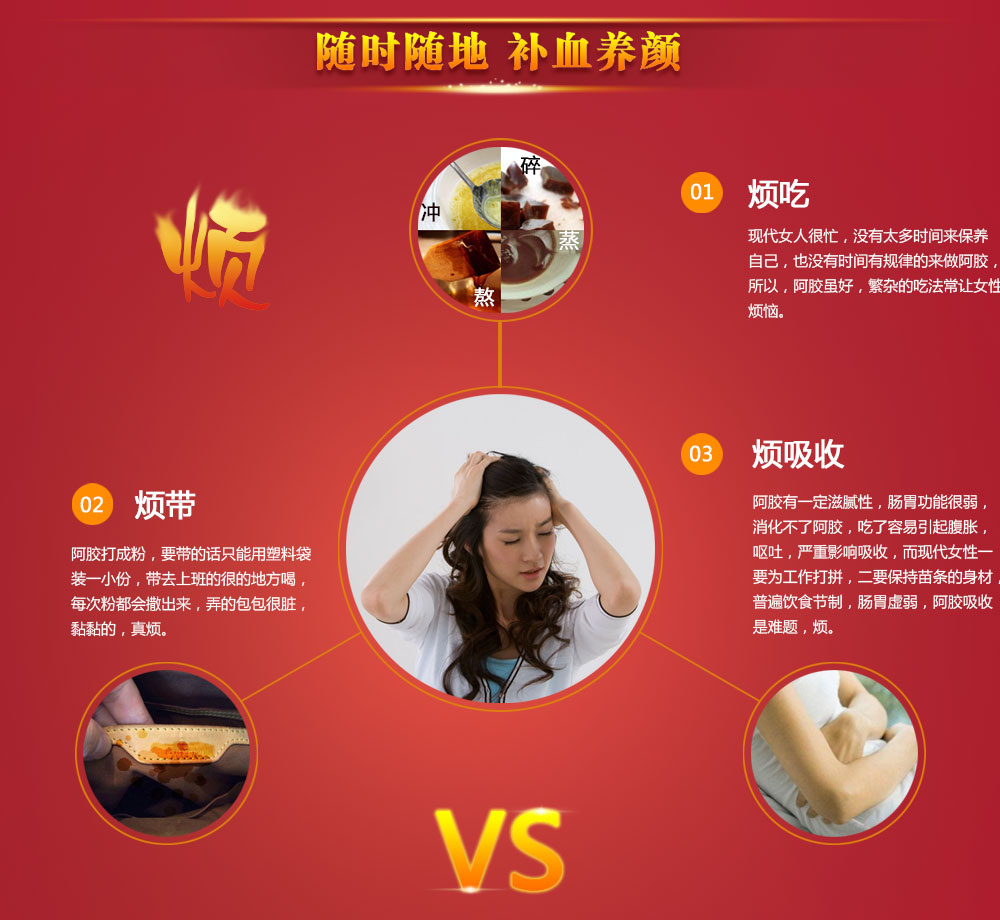 随时随地 补血养颜
烦
冲
碎
熬
蒸
01 烦吃
现代女人很忙，没有太多时间来保养
自己，也没有时间有规律的来做阿胶，
所以，阿胶虽好，繁杂的吃法常让女性
烦恼。
02 烦带
阿胶打成粉，要带的话只能用塑料袋
装一小份，带去上班的很的地方喝，
每次粉都会撒出来，弄的包包很脏，
黏黏的，真烦。
03 烦吸收
阿胶有一定滋腻性，肠胃功能很弱，
消化不了阿胶，吃了容易引起腹胀，
呕吐，严重影响吸收，而现代女性一
要为工作打拼，二要保持苗条的身材，
普遍饮食节制，肠胃虚弱，阿胶吸收
是难题，烦。
VS